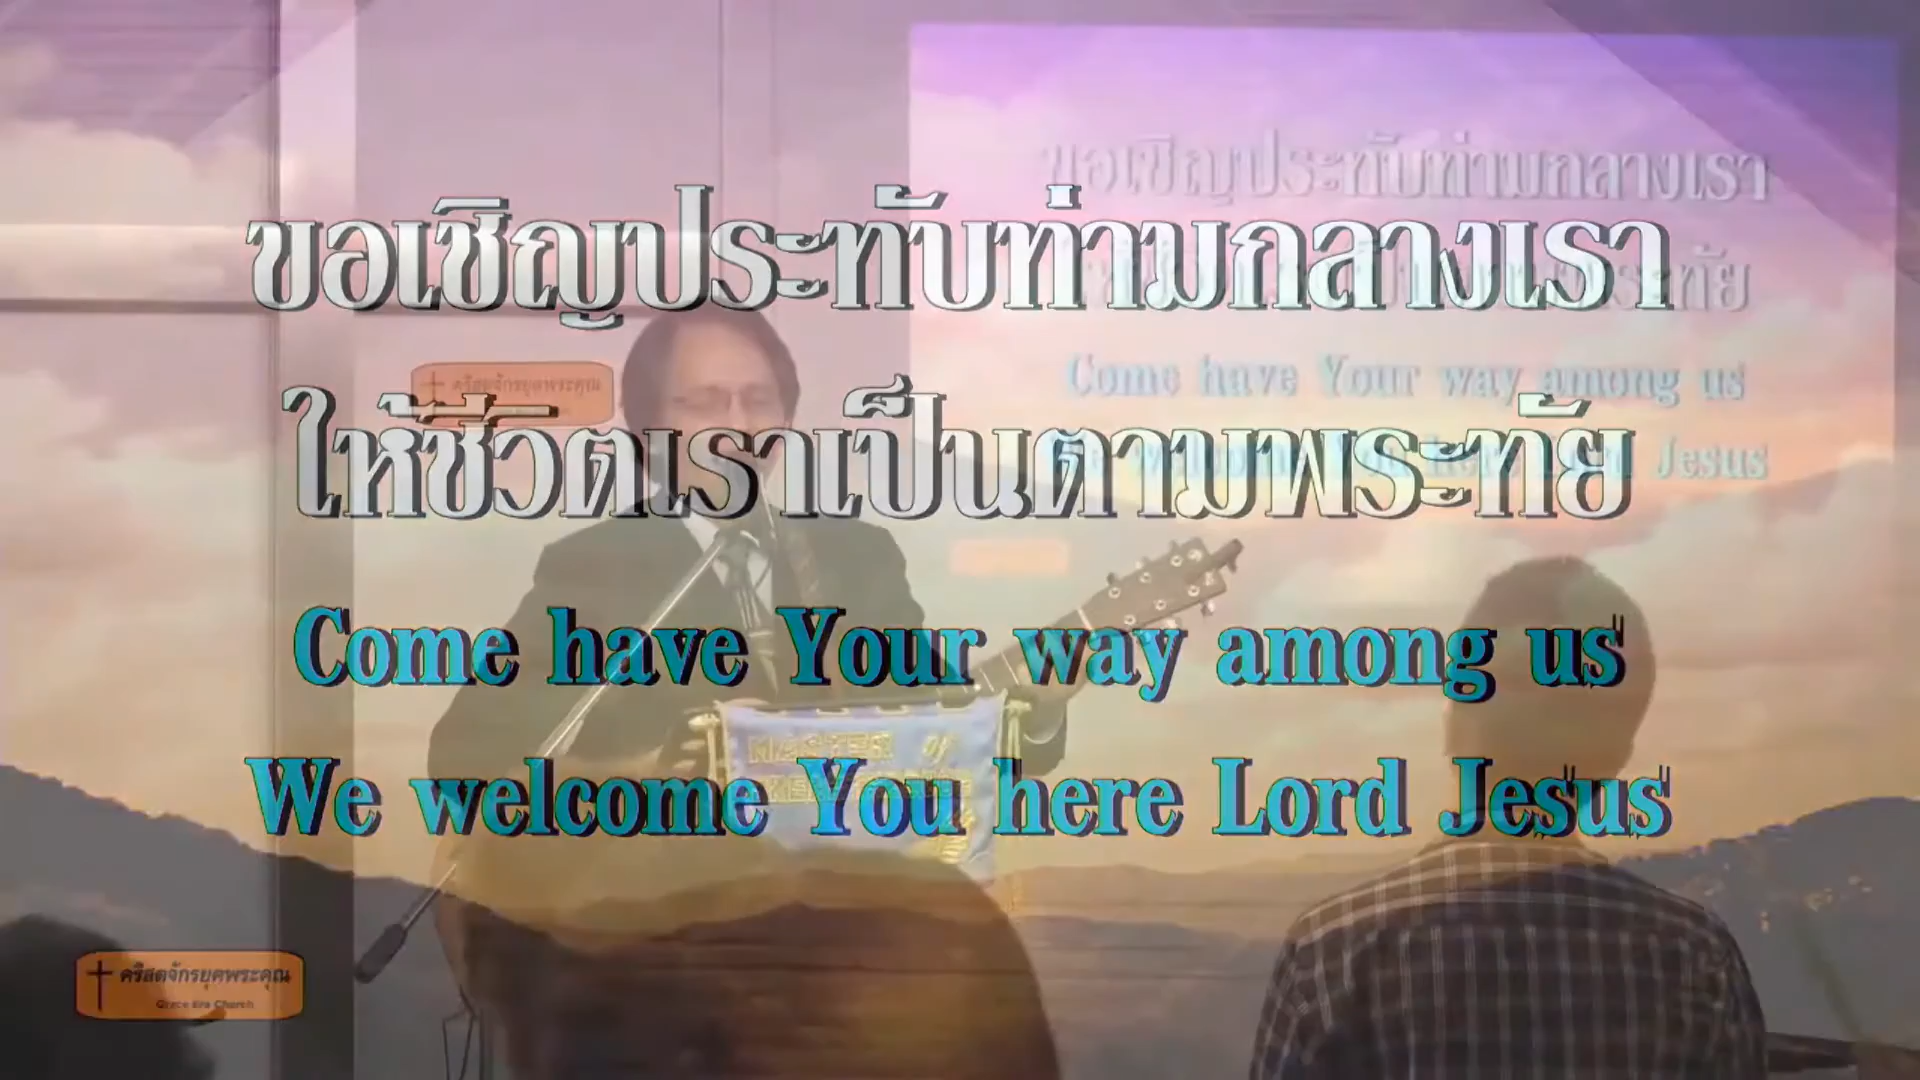 ขอเชิญประทับท่ามกลางเรา
ให้ชีวิตเราเป็นตามพระทัย
Come have Your way among us
We welcome You here Lord Jesus
ขอเชิญประทับท่ามกลางเรา
Come have Your way among us
here Lord Jesus
คริสตจักรยุคพระคุณ
MASTER of
คริสตจักรยุคพระคุณ
Grace Era Church